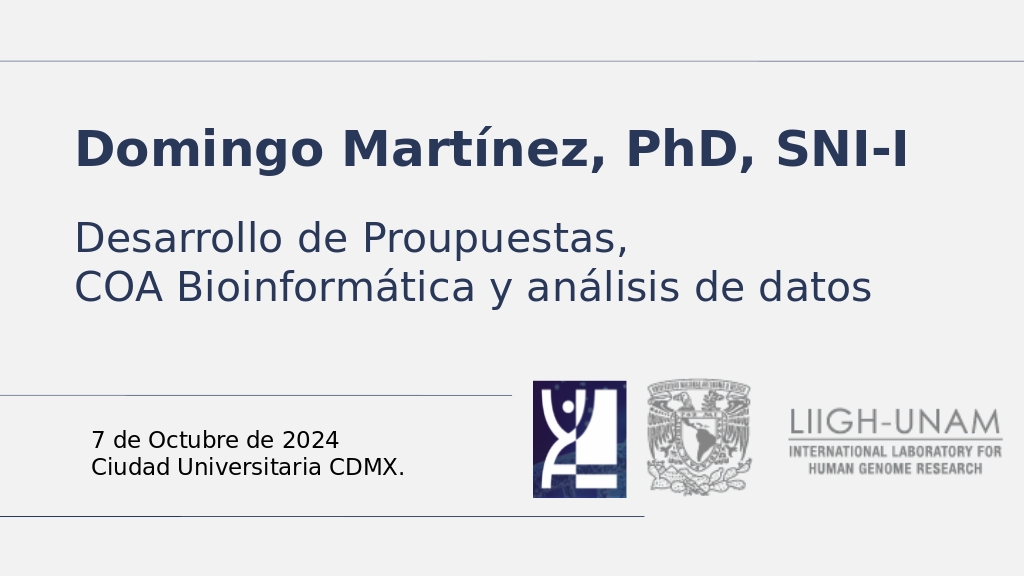 Domingo Martínez, PhD, SNI-I
Desarrollo de Proupuestas,
COA Bioinformática y análisis de datos
7 de Octubre de 2024
Ciudad Universitaria CDMX.
LIIGH-UNAM
INTERNATIONAL LABORATORY FOR
HUMAN GENOME RESEARCH